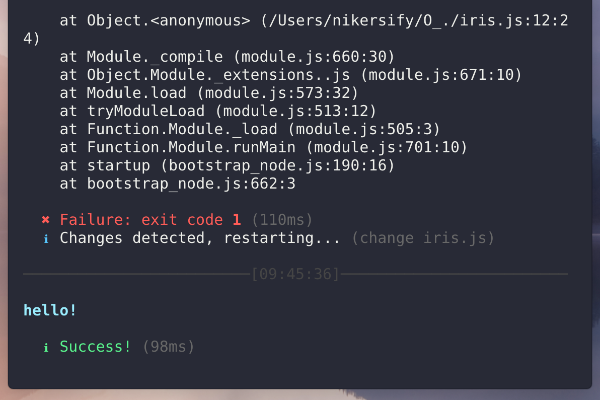 at Object.<anonymous> (/Users/nikersify/O_./iris.js:12:2
4)
at Module._compile (module.js:660:30)
at Object.Module._extensions..js (module.js:671:10)
at Module.load (module.js:573:32)
at tryModuleLoad (module.js:513:12)
at Function.Module._load (module.js:505:3)
at Function.Module.runMain (module.js:701:10)
at startup (bootstrap_node.js:190:16)
at bootstrap_node.js:662:3
✖ Failure: exit code 1 (110ms)
ℹ Changes detected, restarting... (change iris.js)
[09:45:36]
hello!
ℹ Success! (98ms)